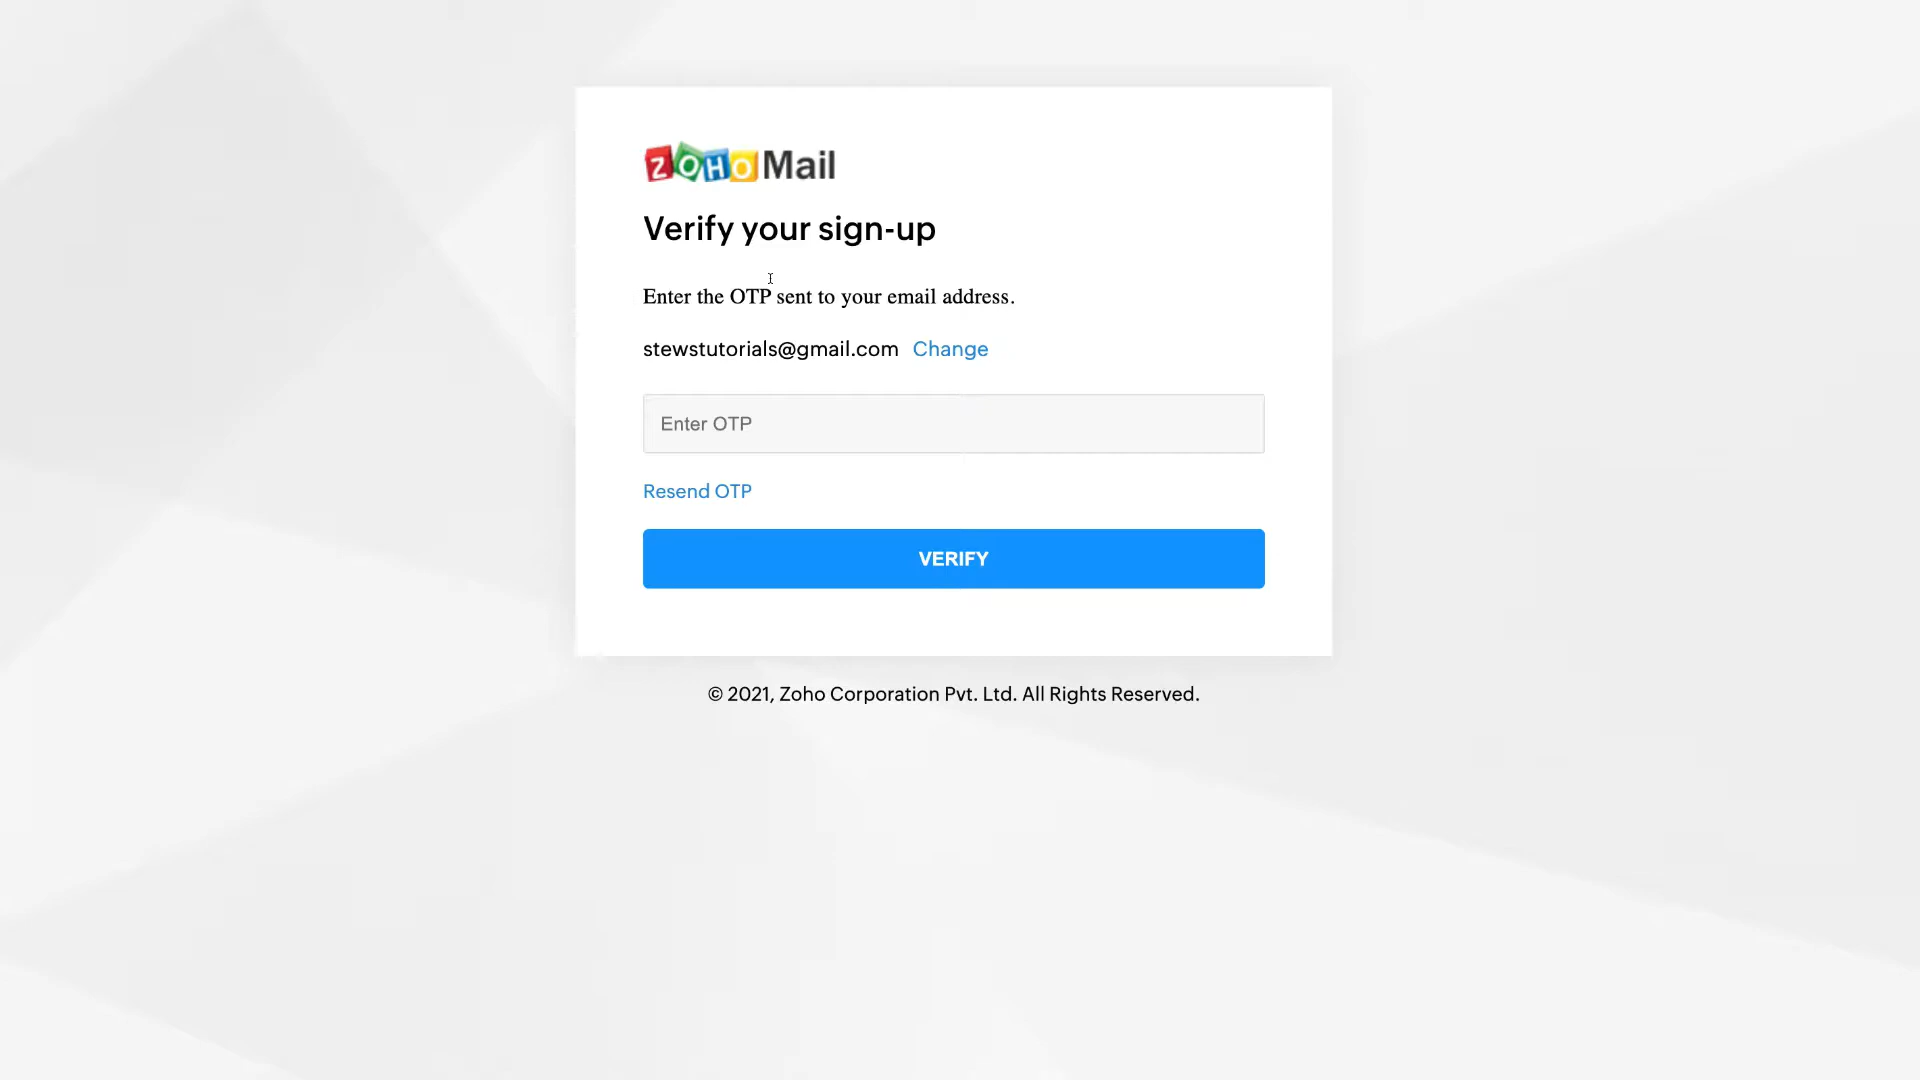 ZOHO Mail
Verify your sign-up
Enter the OTP sent to your email address.
stewstutorials@gmail.com Change
Enter OTP
Resend OTP
VERIFY
© 2021, Zoho Corporation Pvt. Ltd. All Rights Reserved.